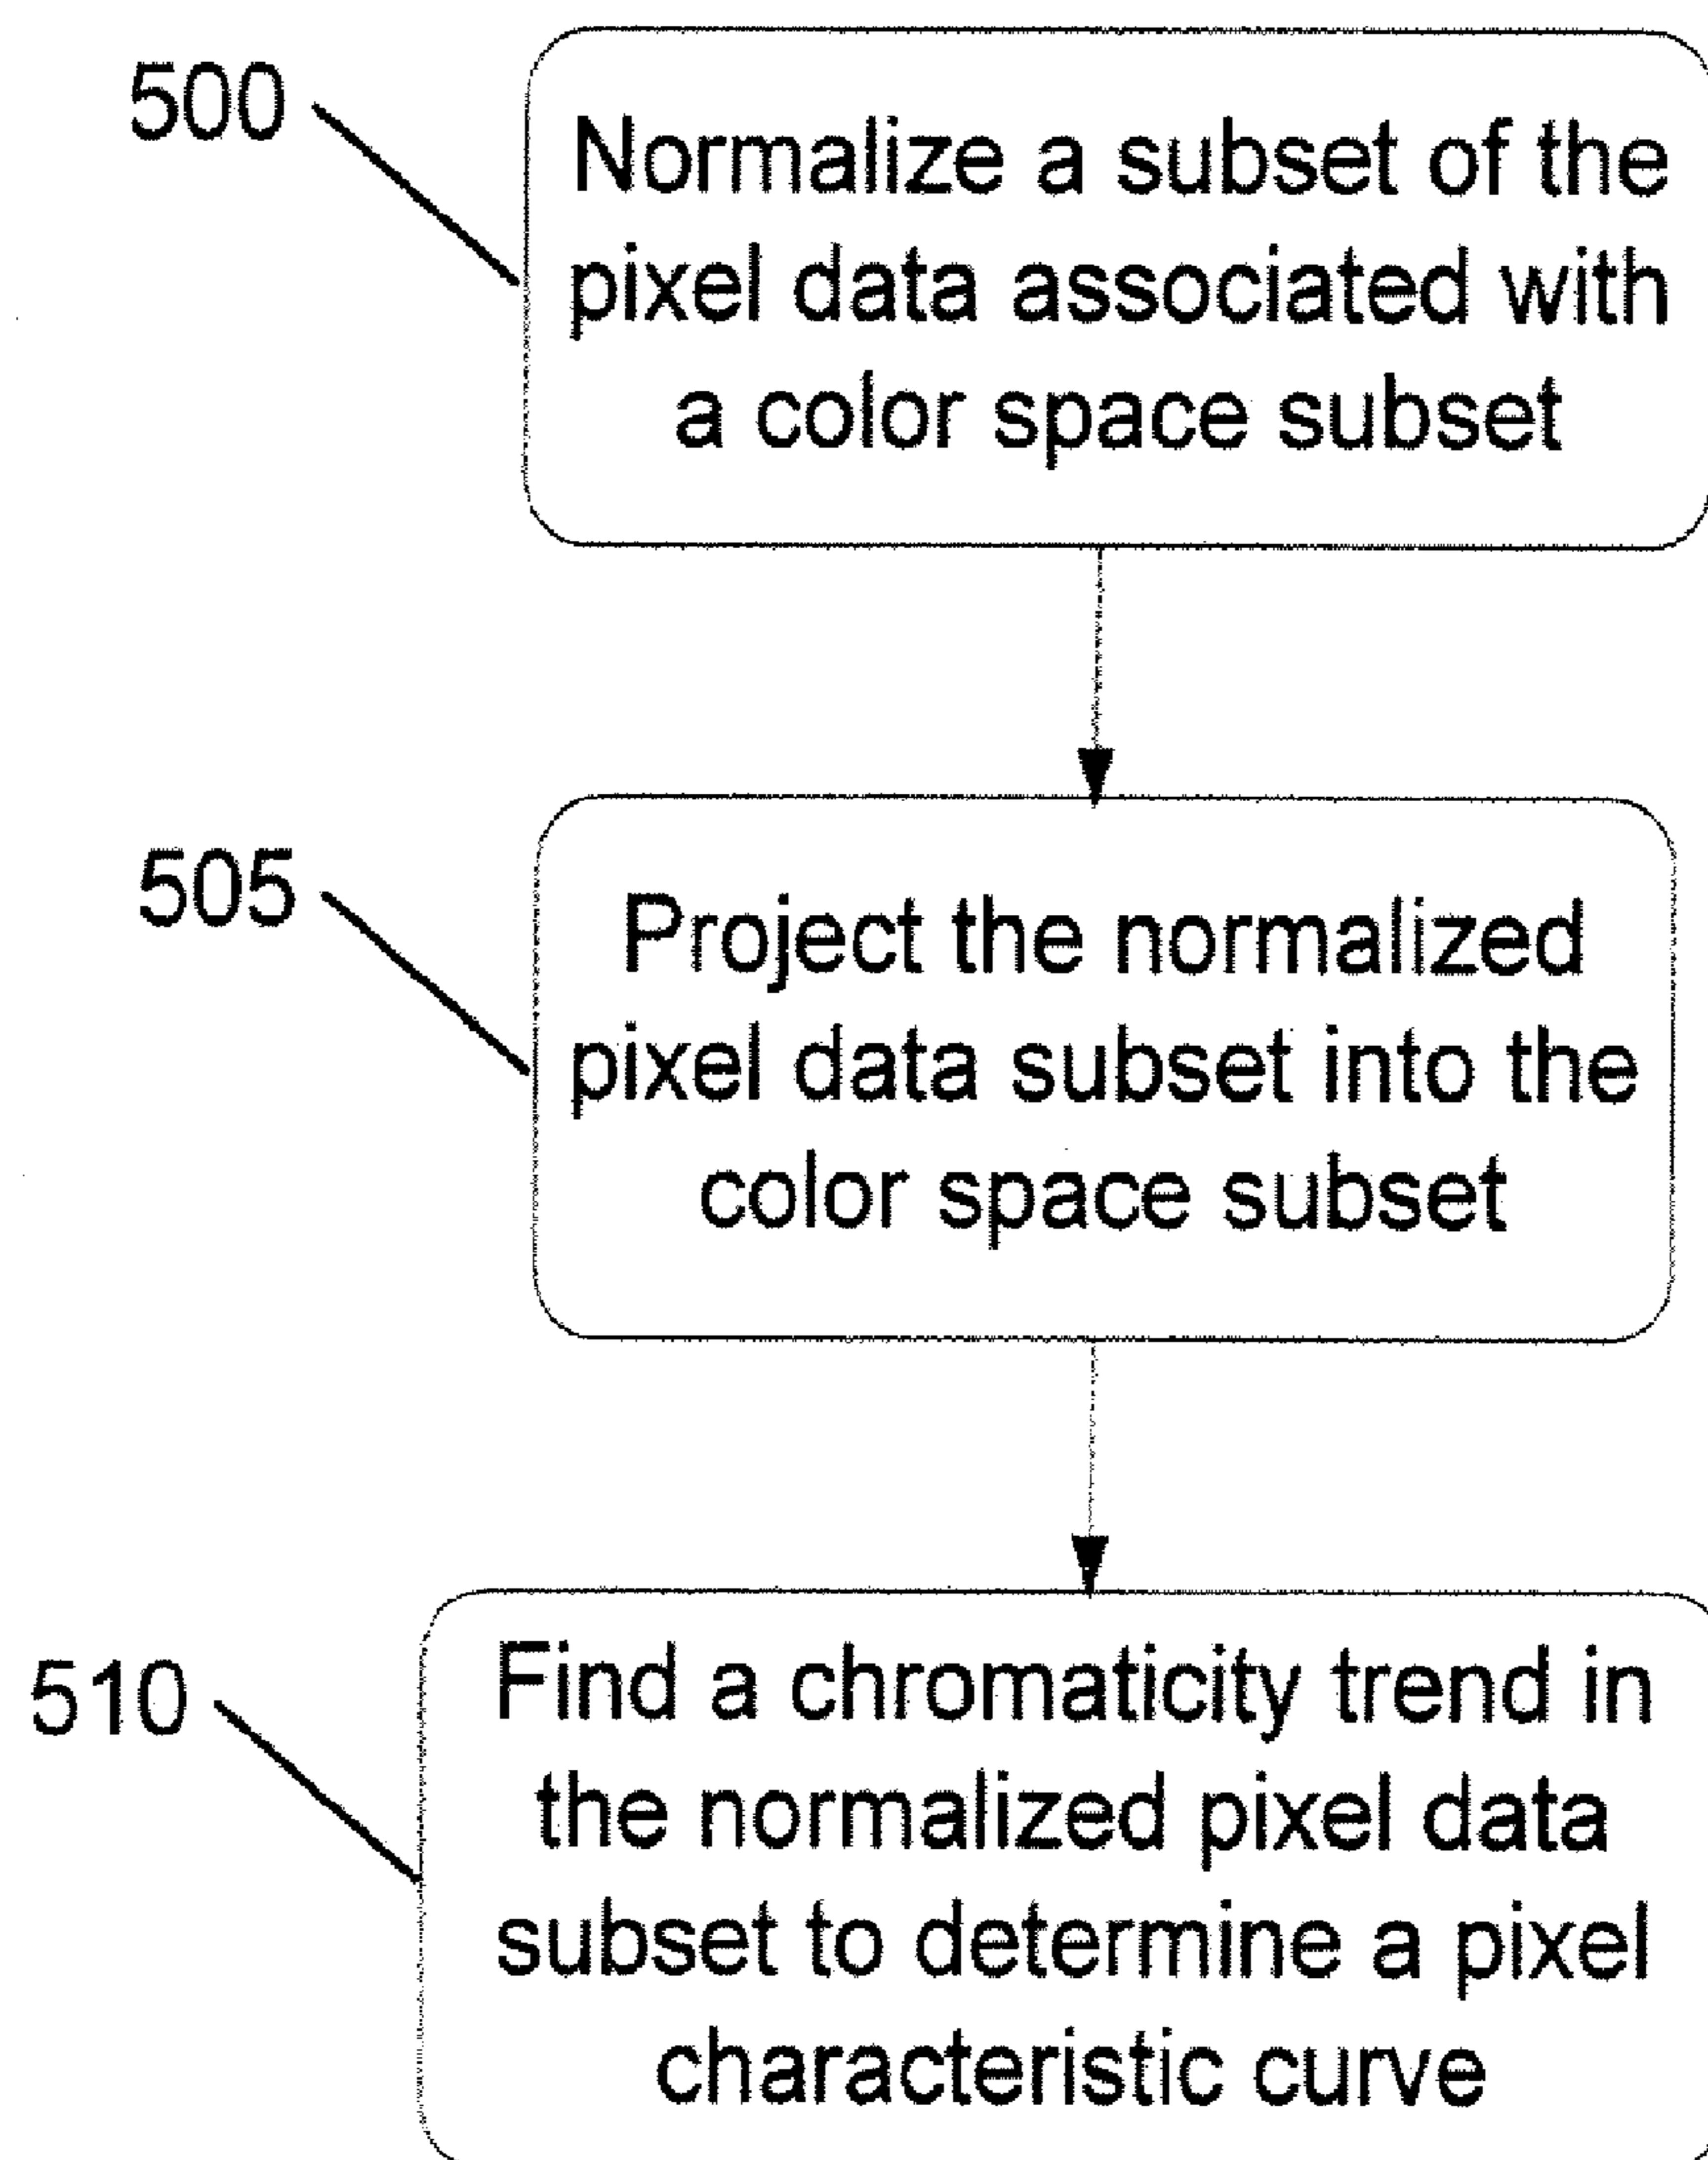 500
Normalize a subset of the
pixel data associated with
a color space subset
505
Project the normalized
pixel data subset into the
color space subset
510
Find a chromaticity trend in
the normalized pixel data
subset to determine a pixel
characteristic curve